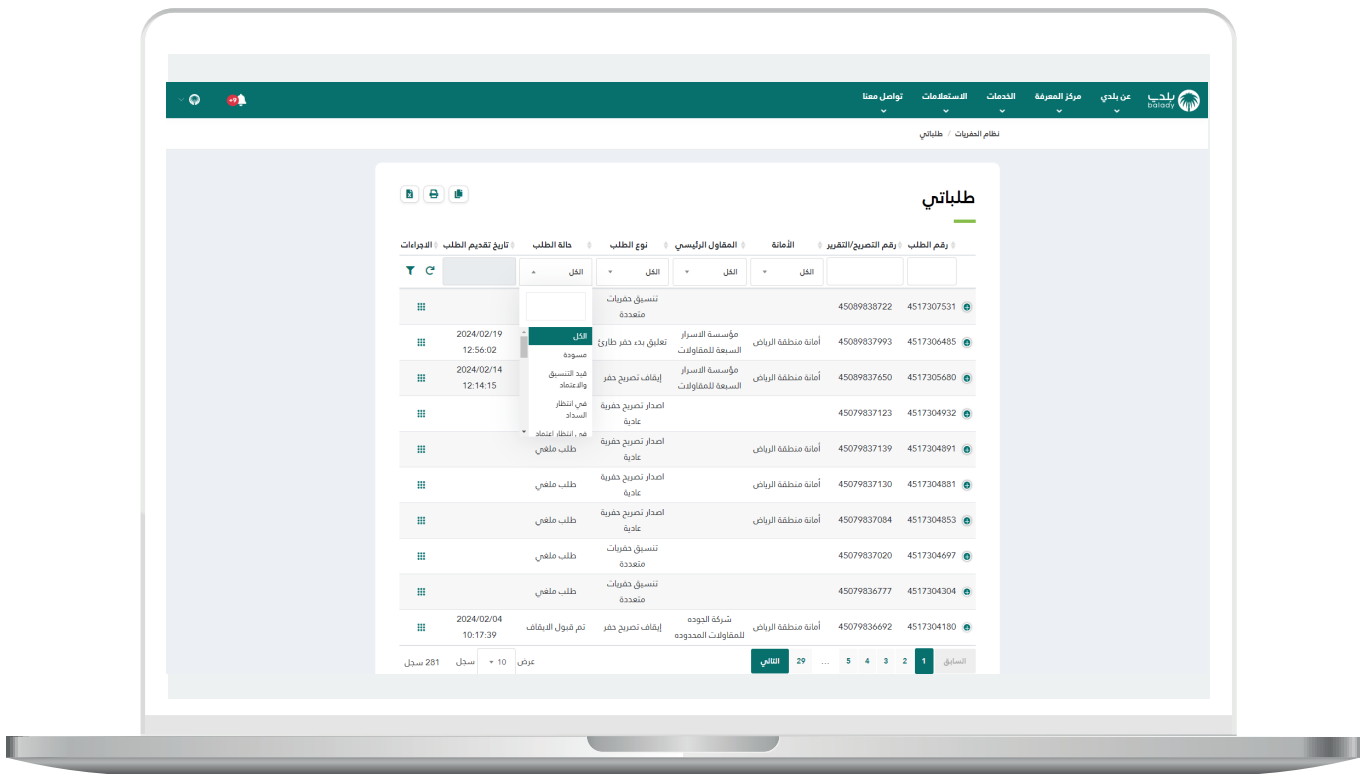 بلدي
balady
عن بلدي
مركز المعرفة
الخدمات
الاستعلامات
تواصل معنا
+9
نظام الحفريات / طلباتي
طلباتي
رقم الطلب رقم التصريح/التقرير الأمانة المقاول الرئيسي نوع الطلب حالة الطلب تاريخ تقديم الطلب الاجراءات
الكل الكل الكل الكل
الكل
مسودة
قيد التنسيق
والاعتماد
في انتظار
السداد
في انتظار اعتماد
4517307531 45089838722 تنسيق حفريات
متعددة
4517306485 45089837993 أمانة منطقة الرياض مؤسسة الاسرار
السبعة للمقاولات
تعليق بدء حفر طارئ
2024/02/19
12:56:02
4517305680 45089837650 أمانة منطقة الرياض مؤسسة الاسرار
السبعة للمقاولات
إيقاف تصريح حفر
2024/02/14
12:14:15
4517304932 45079837123 اصدار تصريح حفرية
عادية
4517304891 45079837139 أمانة منطقة الرياض اصدار تصريح حفرية
عادية
طلب ملغي
4517304881 45079837130 أمانة منطقة الرياض اصدار تصريح حفرية
عادية
طلب ملغي
4517304853 45079837084 أمانة منطقة الرياض اصدار تصريح حفرية
عادية
طلب ملغي
4517304697 45079837020 تنسيق حفريات
متعددة
طلب ملغي
4517304304 45079836777 تنسيق حفريات
متعددة
طلب ملغي
4517304180 45079836692 أمانة منطقة الرياض شركة الجوده
للمقاولات المحدوده
إيقاف تصريح حفر
تم قبول الايقاف
2024/02/04
10:17:39
السابق 1 2 3 4 5 ... 29 التالي
عرض 10 سجل
281 سجل